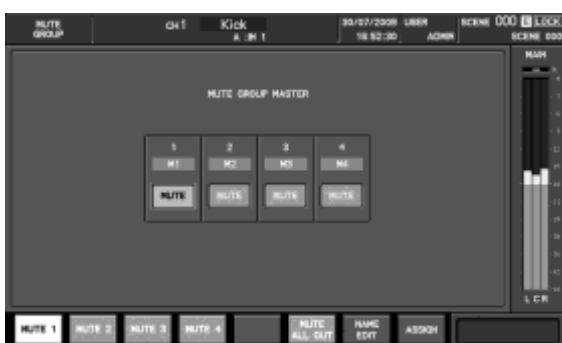 MUTE GROUP
CH1 Kick
A :IN 1
30/07/2009 USER
18:52:30 ADMIN
SCENE 000 E LOCK
SCENE 000
MAIN
MUTE GROUP MASTER
1 2 3 4
M1 M2 M3 M4
MUTE MUTE MUTE MUTE
L C R
MUTE 1 MUTE 2 MUTE 3 MUTE 4 MUTE ALL OUT NAME EDIT ASSIGN